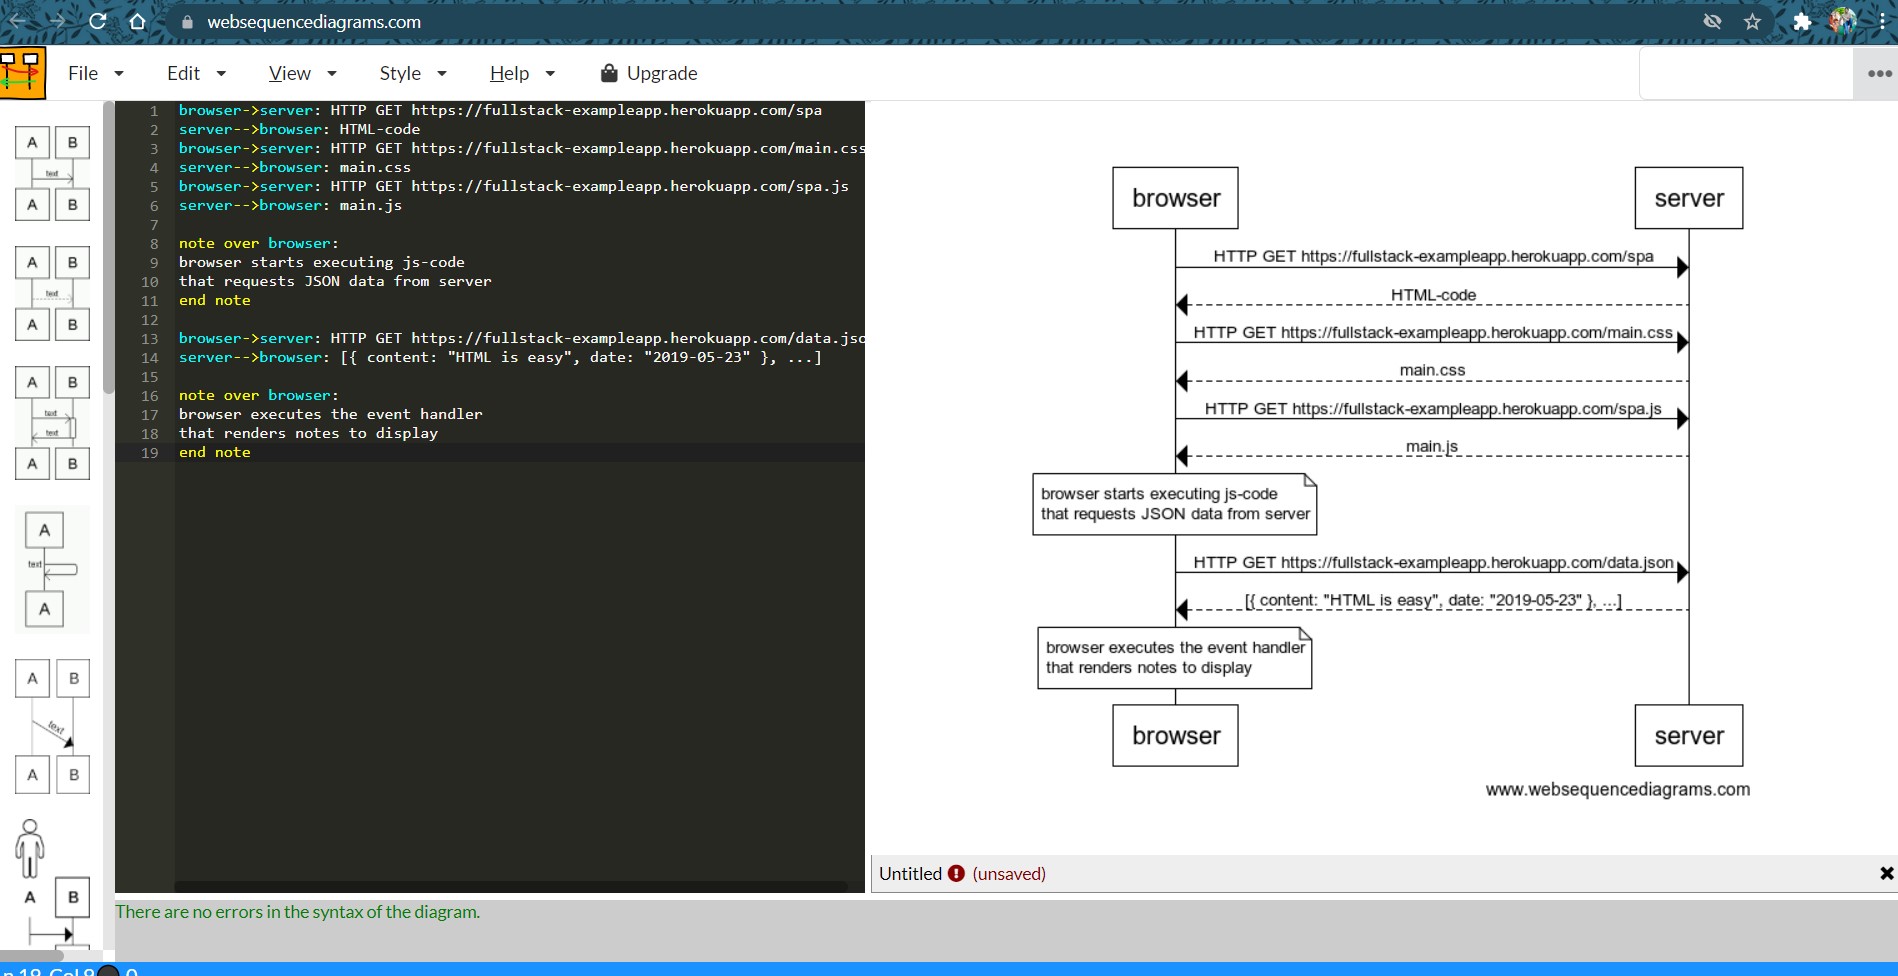 websequencediagrams.com
File Edit View Style Help Upgrade
A B
text
A B
A B
text
A B
A B
text
text
A B
A
text
A
A B
text
A B
A B
1 browser->server: HTTP GET https://fullstack-exampleapp.herokuapp.com/spa
2 server-->browser: HTML-code
3 browser->server: HTTP GET https://fullstack-exampleapp.herokuapp.com/main.css
4 server-->browser: main.css
5 browser->server: HTTP GET https://fullstack-exampleapp.herokuapp.com/spa.js
6 server-->browser: main.js
7
8 note over browser:
9 browser starts executing js-code
10 that requests JSON data from server
11 end note
12
13 browser->server: HTTP GET https://fullstack-exampleapp.herokuapp.com/data.jso
14 server-->browser: [{ content: "HTML is easy", date: "2019-05-23" }, ...]
15
16 note over browser:
17 browser executes the event handler
18 that renders notes to display
19 end note
browser server
HTTP GET https://fullstack-exampleapp.herokuapp.com/spa
HTML-code
HTTP GET https://fullstack-exampleapp.herokuapp.com/main.css
main.css
HTTP GET https://fullstack-exampleapp.herokuapp.com/spa.js
main.js
browser starts executing js-code
that requests JSON data from server
HTTP GET https://fullstack-exampleapp.herokuapp.com/data.json
[{ content: "HTML is easy", date: "2019-05-23" }, ...]
browser executes the event handler
that renders notes to display
browser server
www.websequencediagrams.com
Untitled (unsaved)
There are no errors in the syntax of the diagram.